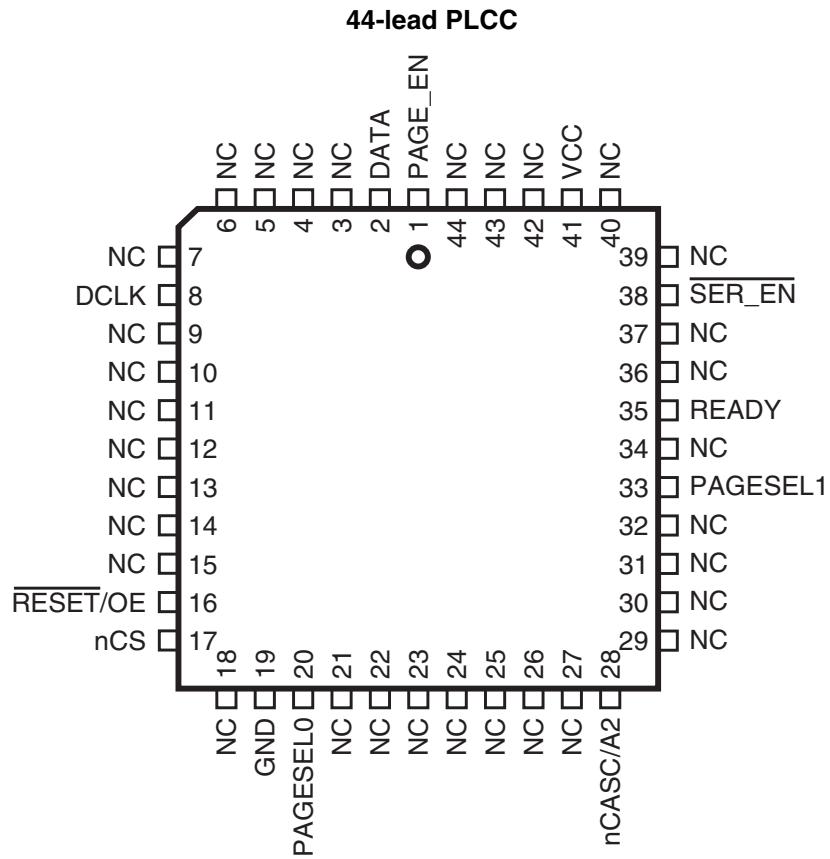 44-lead PLCC
NC
NC
NC
NC
DATA
PAGE_EN
NC
NC
NC
VCC
NC
6
5
4
3
2
1
44
43
42
41
40
NC 7
DCLK 8
NC 9
NC 10
NC 11
NC 12
NC 13
NC 14
NC 15
RESET/OE 16
nCS 17
39 NC
38 SER_EN
37 NC
36 NC
35 READY
34 NC
33 PAGESEL1
32 NC
31 NC
30 NC
29 NC
18
19
20
21
22
23
24
25
26
27
28
NC
GND
PAGESEL0
NC
NC
NC
NC
NC
NC
NC
nCASC/A2